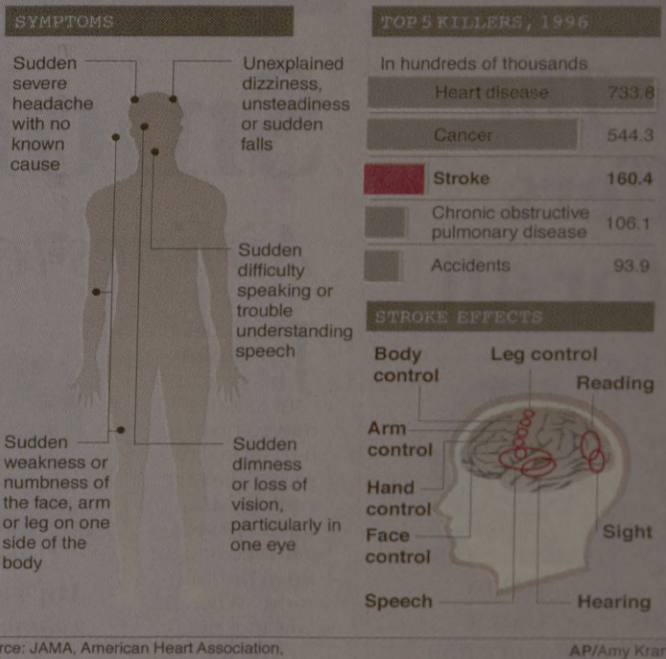 SYMPTOMS
Sudden
severe
headache
with no
known
cause
Unexplained
dizziness,
unsteadiness
or sudden
falls
Sudden
difficulty
speaking or
trouble
understanding
speech
Sudden
weakness or
numbness of
the face, arm
or leg on one
side of the
body
Sudden
dimness
or loss of
vision,
particularly in
one eye
TOP 5 KILLERS, 1996
In hundreds of thousands
Heart disease 733.8
Cancer 544.3
Stroke 160.4
Chronic obstructive
pulmonary disease 106.1
Accidents 93.9
STROKE EFFECTS
Body
control
Leg control
Reading
Arm
control
Hand
control
Face
control
Sight
Speech
Hearing
rce: JAMA, American Heart Association,
AP/Amy Kran